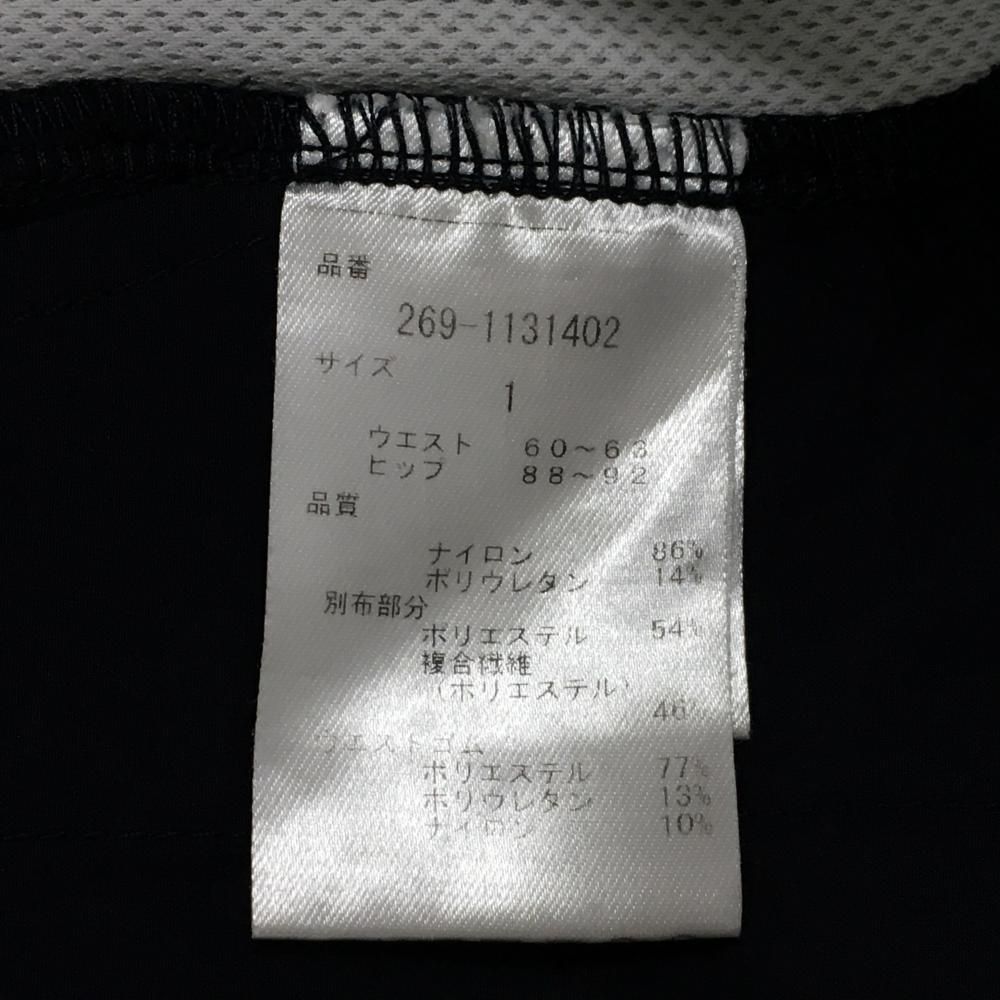 品番
269-1131402
サイズ
1
ウエスト 60～63
ヒップ 88～92
品質
ナイロン 86%
ポリウレタン 14%
別布部分
ポリエステル 54%
複合繊維
(ポリエステル)
46%
ウエストゴム
ポリエステル 77%
ポリウレタン 13%
ナイロン 10%